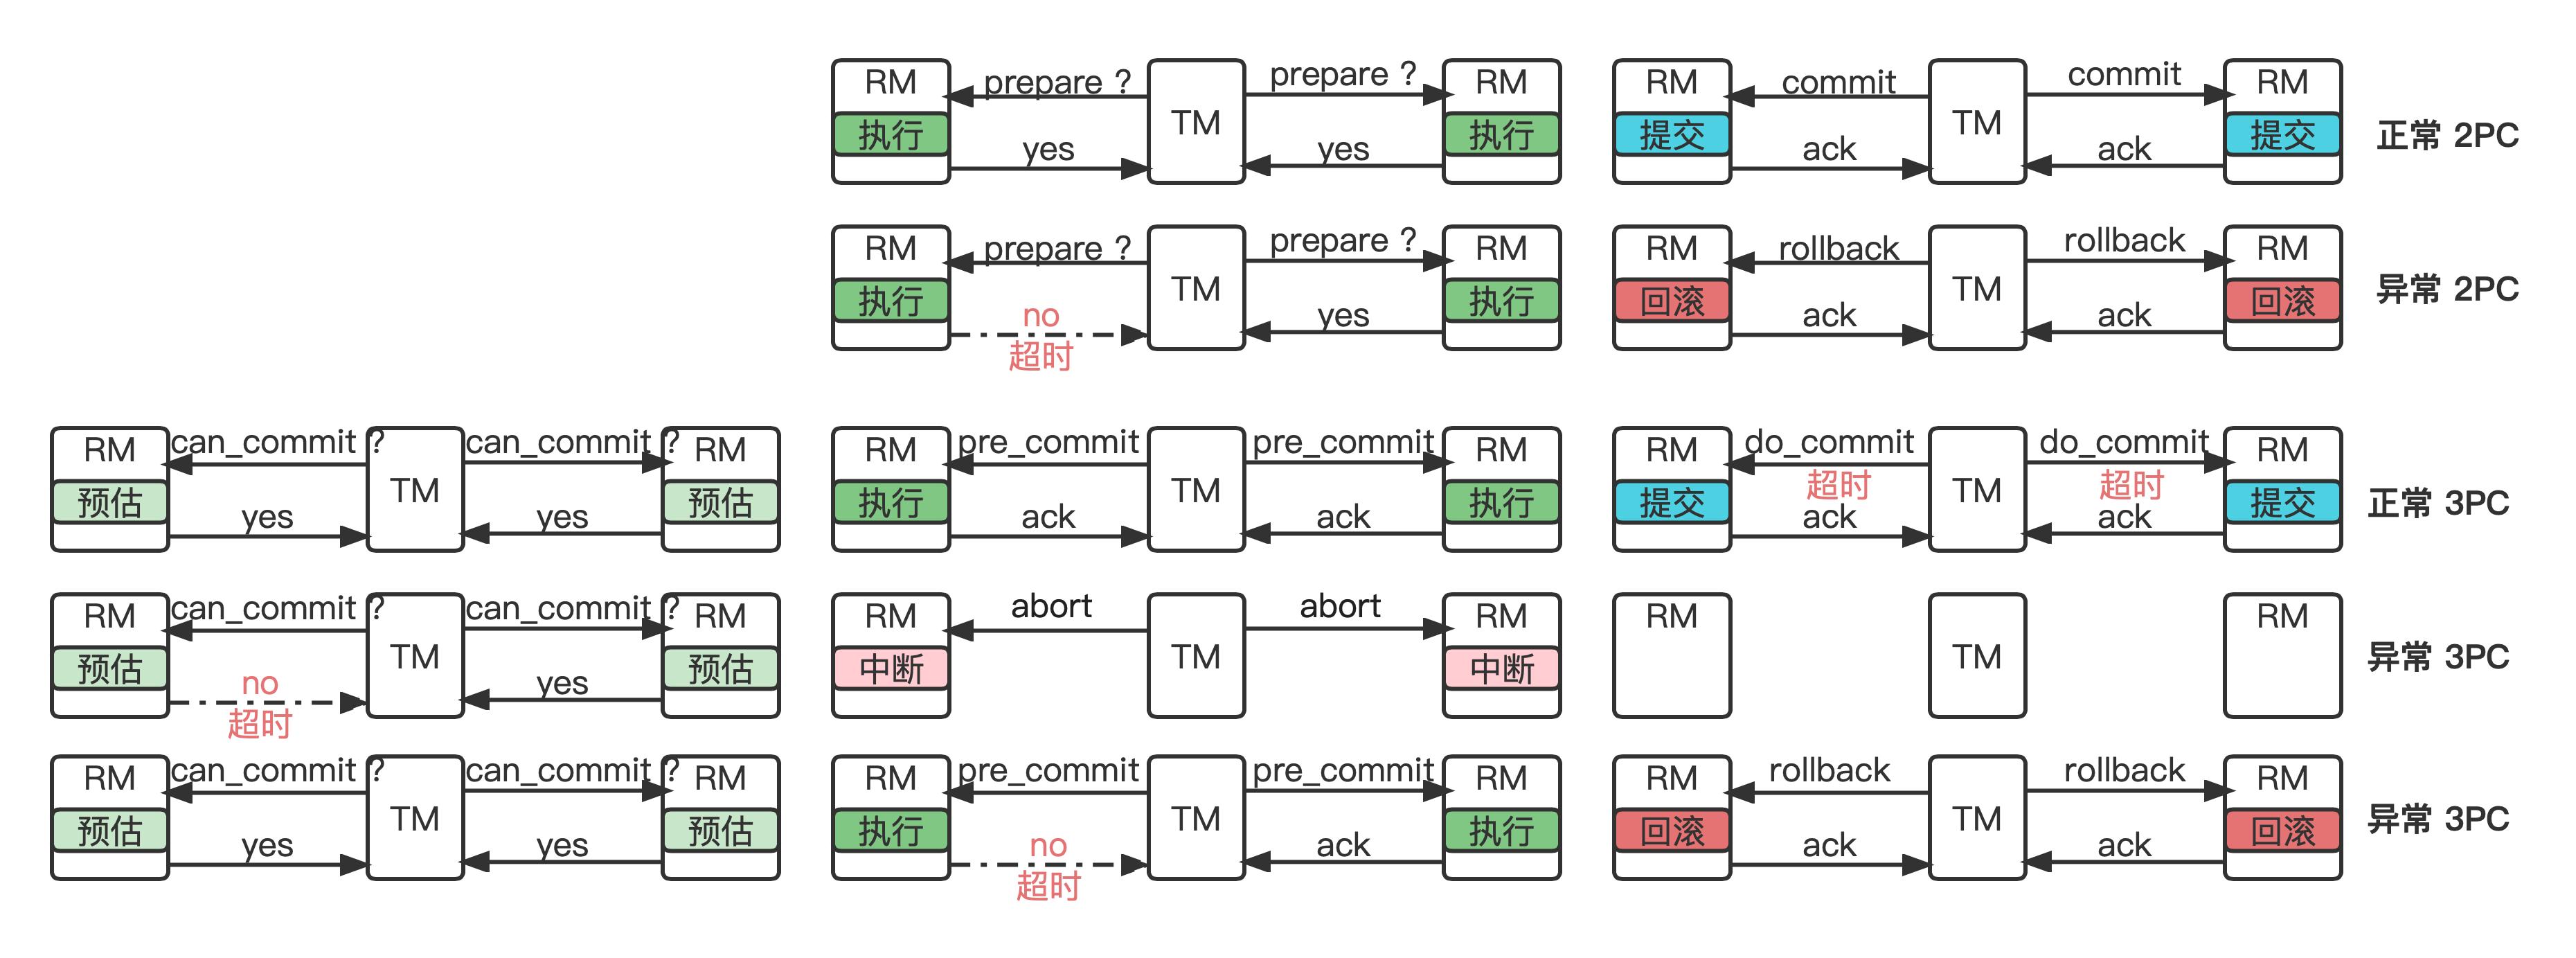 RM prepare ? TM prepare ? RM RM commit TM commit RM
执行 执行 提交 提交 正常 2PC
yes yes ack ack
RM prepare ? TM prepare ? RM RM rollback TM rollback RM
执行 执行 回滚 回滚 异常 2PC
no yes ack ack
超时
RM can_commit ? TM can_commit ? RM RM pre_commit TM pre_commit RM RM do_commit TM do_commit RM
预估 预估 执行 执行 提交 超时 超时 提交 正常 3PC
yes yes ack ack ack ack
RM can_commit ? TM can_commit ? RM RM abort TM abort RM RM TM RM
预估 预估 中断 中断 异常 3PC
no yes
超时
RM can_commit ? TM can_commit ? RM RM pre_commit TM pre_commit RM RM rollback TM rollback RM
预估 预估 执行 执行 回滚 回滚 异常 3PC
yes yes no ack ack ack
超时